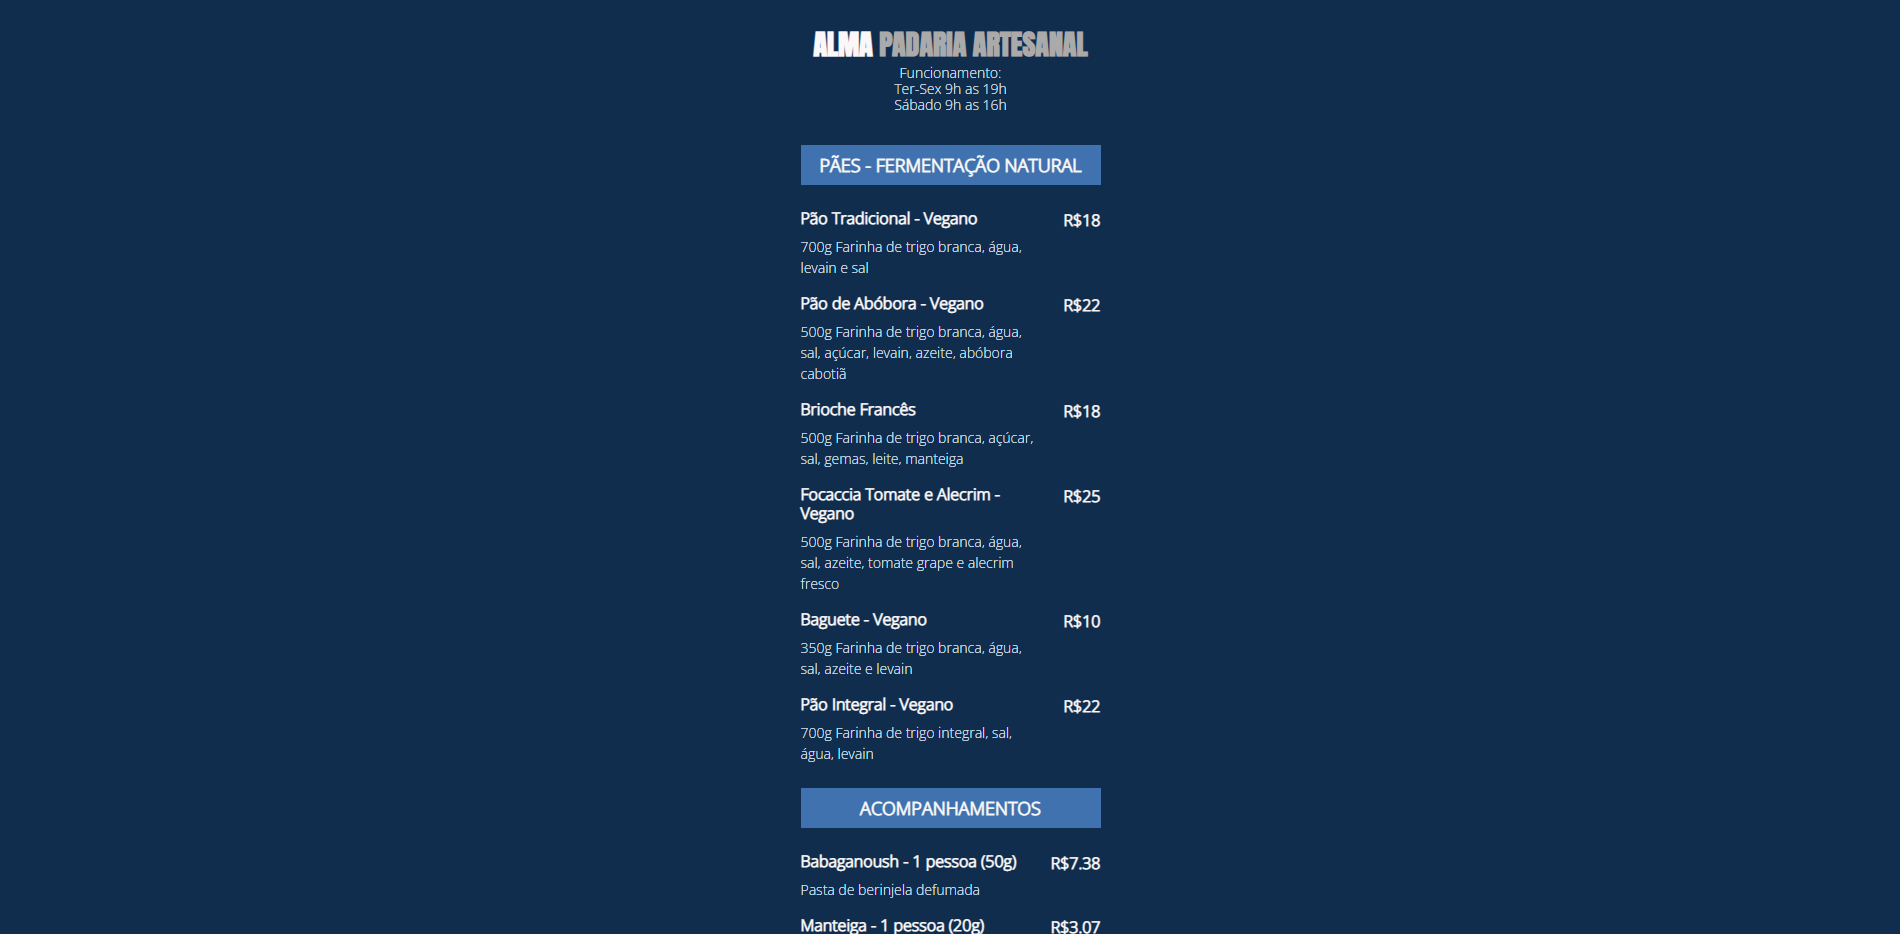 ALMA PADARIA ARTESANAL
Funcionamento:
Ter-Sex 9h as 19h
Sábado 9h as 16h
PÃES - FERMENTAÇÃO NATURAL
Pão Tradicional - Vegano R$18
700g Farinha de trigo branca, água,
levain e sal
Pão de Abóbora - Vegano R$22
500g Farinha de trigo branca, água,
sal, açúcar, levain, azeite, abóbora
cabotiã
Brioche Francês R$18
500g Farinha de trigo branca, açúcar,
sal, gemas, leite, manteiga
Focaccia Tomate e Alecrim - R$25
Vegano
500g Farinha de trigo branca, água,
sal, azeite, tomate grape e alecrim
fresco
Baguete - Vegano R$10
350g Farinha de trigo branca, água,
sal, azeite e levain
Pão Integral - Vegano R$22
700g Farinha de trigo integral, sal,
água, levain
ACOMPANHAMENTOS
Babaganoush - 1 pessoa (50g) R$7.38
Pasta de berinjela defumada
Manteiga - 1 pessoa (20g) R$3.07